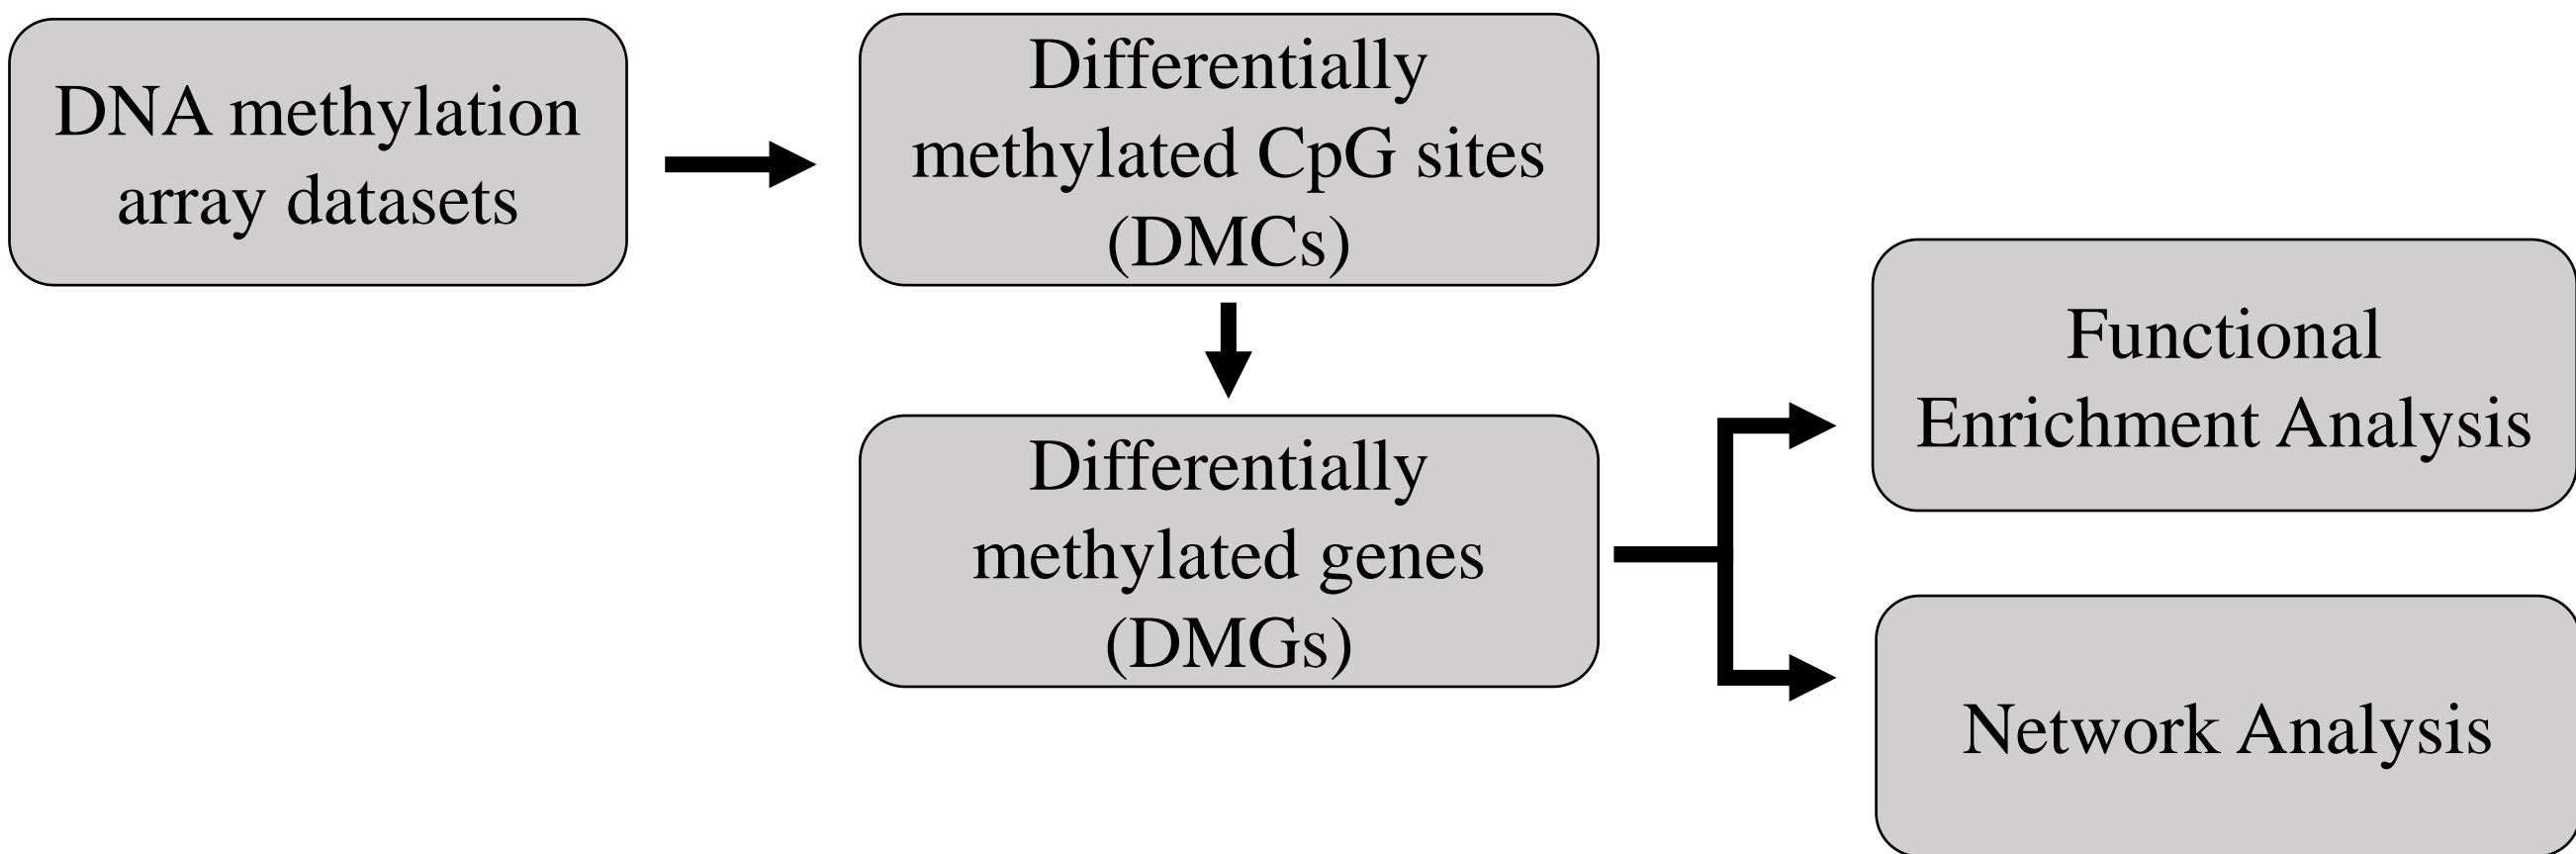 DNA methylation
array datasets
Differentially
methylated CpG sites
(DMCs)
Differentially
methylated genes
(DMGs)
Functional
Enrichment Analysis
Network Analysis